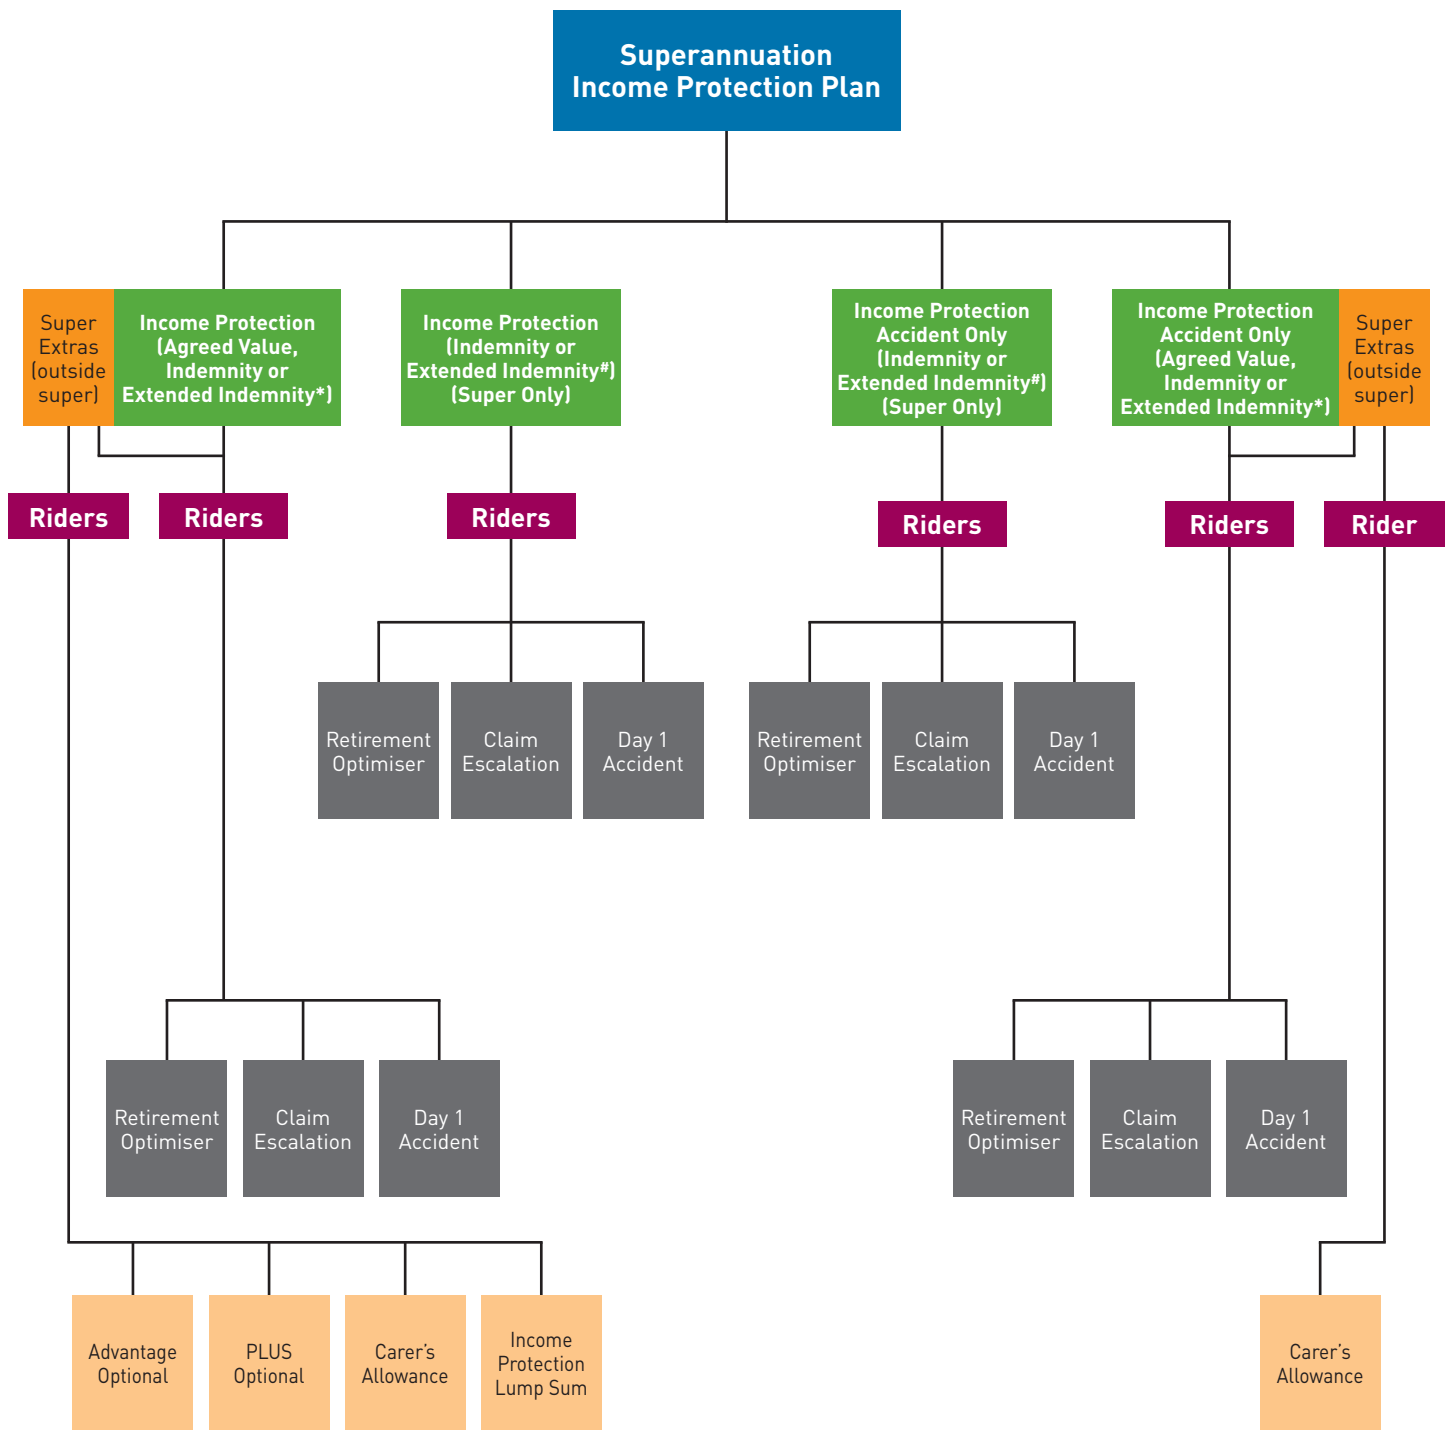 Superannuation
Income Protection Plan
Super
Extras
(outside
super)
Income Protection
(Agreed Value,
Indemnity or
Extended Indemnity*)
Income Protection
(Indemnity or
Extended Indemnity#)
(Super Only)
Income Protection
Accident Only
(Indemnity or
Extended Indemnity#)
(Super Only)
Income Protection
Accident Only
(Agreed Value,
Indemnity or
Extended Indemnity*)
Super
Extras
(outside
super)
Riders
Riders
Riders
Riders
Riders
Rider
Retirement
Optimiser
Claim
Escalation
Day 1
Accident
Retirement
Optimiser
Claim
Escalation
Day 1
Accident
Retirement
Optimiser
Claim
Escalation
Day 1
Accident
Retirement
Optimiser
Claim
Escalation
Day 1
Accident
Advantage
Optional
PLUS
Optional
Carer's
Allowance
Income
Protection
Lump Sum
Carer's
Allowance